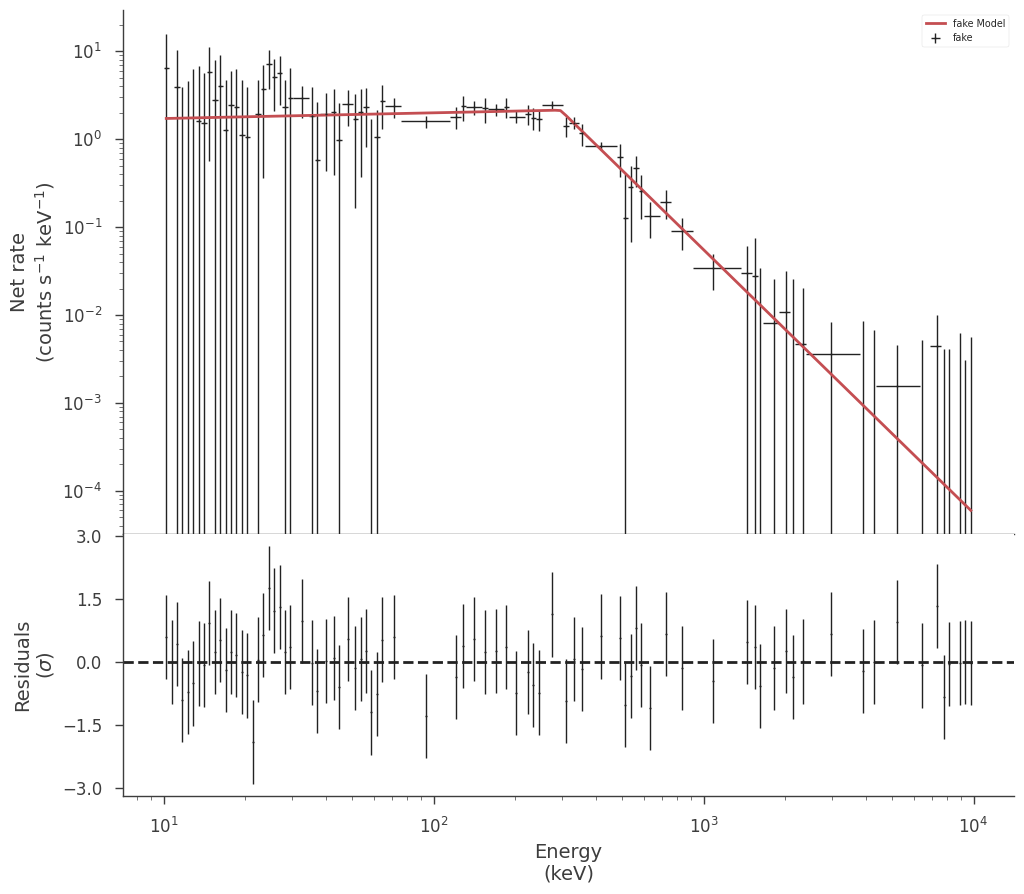 fake Model
fake
10¹
10⁰
10⁻¹
10⁻²
10⁻³
10⁻⁴
Net rate
(counts s⁻¹ keV⁻¹)
3.0
1.5
0.0
−1.5
−3.0
Residuals
(σ)
10¹ 10² 10³ 10⁴
Energy
(keV)